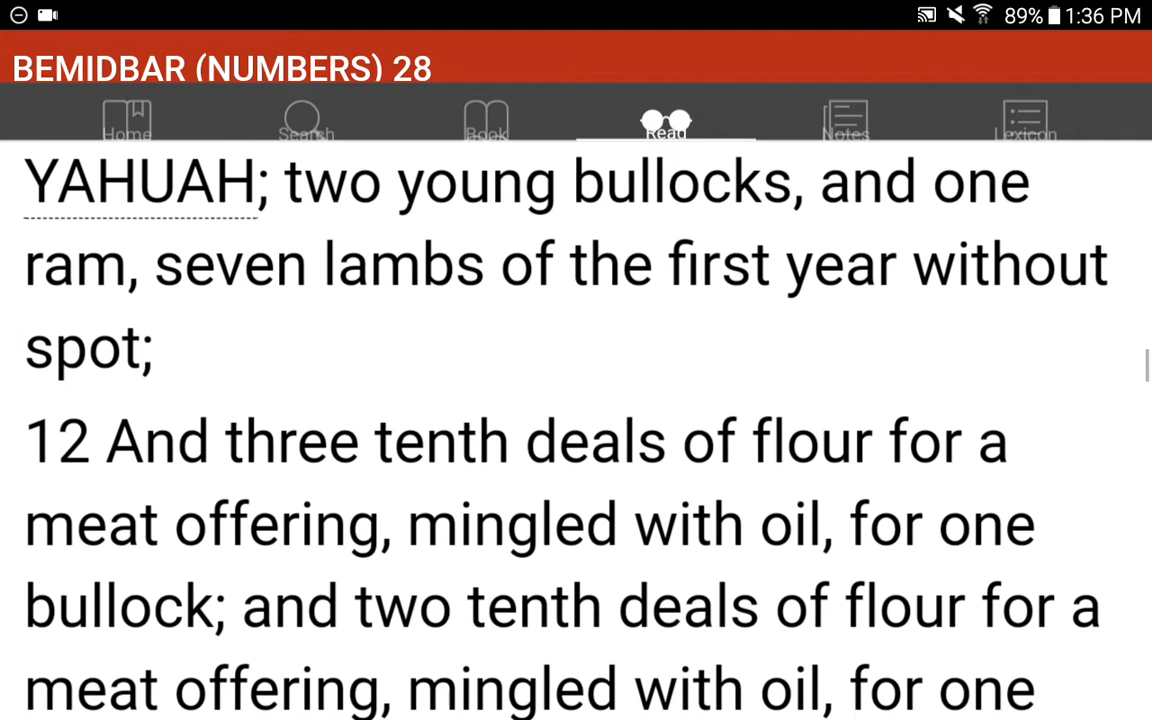 89% 1:36 PM
BEMIDBAR (NUMBERS) 28
Home Search Book Read Notes Lexicon
YAHUAH; two young bullocks, and one
ram, seven lambs of the first year without
spot;
12 And three tenth deals of flour for a
meat offering, mingled with oil, for one
bullock; and two tenth deals of flour for a
meat offering, mingled with oil, for one